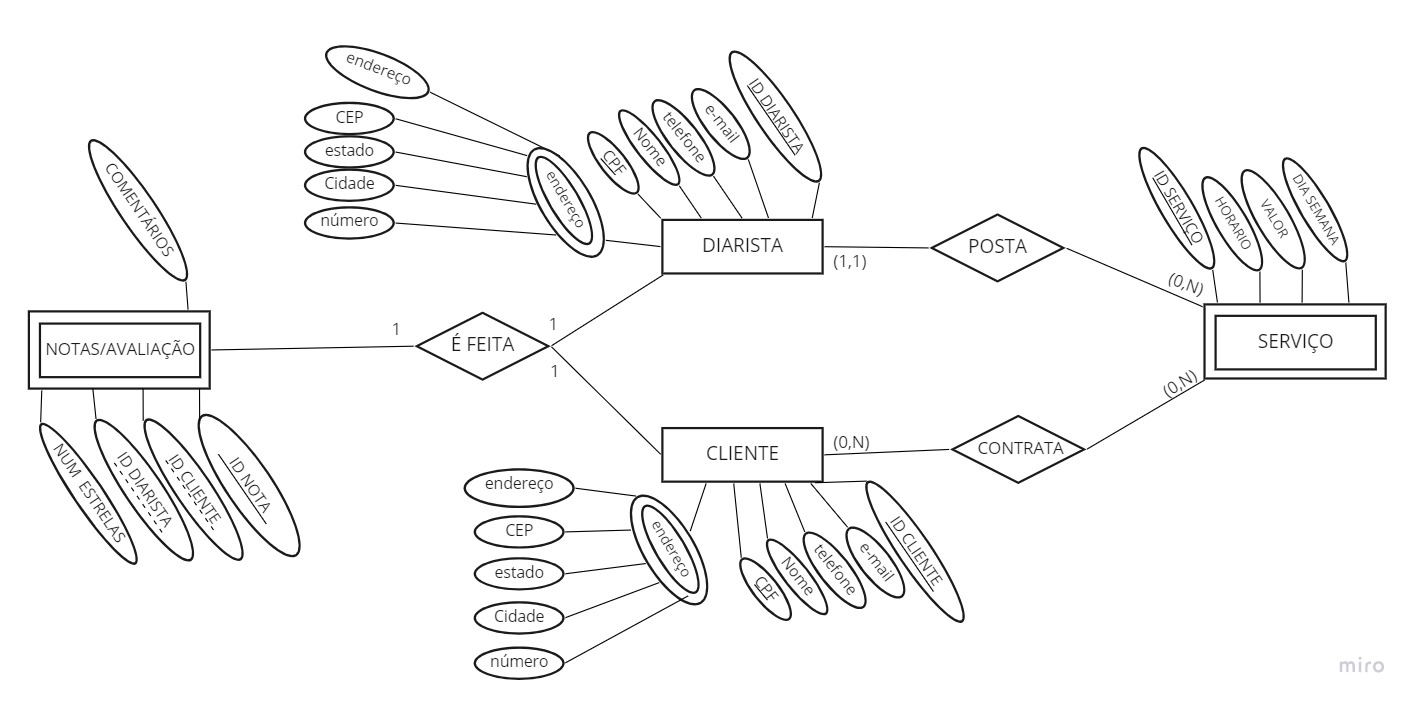 endereço
CEP
estado
Cidade
número
endereço
CPF
Nome
telefone
e-mail
ID DIARISTA
COMENTÁRIOS
ID SERVIÇO
HORARIO
VALOR
DIA SEMANA
DIARISTA
(1,1)
POSTA
(0,N)
NOTAS/AVALIAÇÃO
1
É FEITA
1
1
SERVIÇO
(0,N)
NUM ESTRELAS
ID DIARISTA
ID CLIENTE
ID NOTA
CLIENTE
(0,N)
CONTRATA
endereço
CEP
estado
Cidade
número
endereço
CPF
Nome
telefone
e-mail
ID CLIENTE
miro